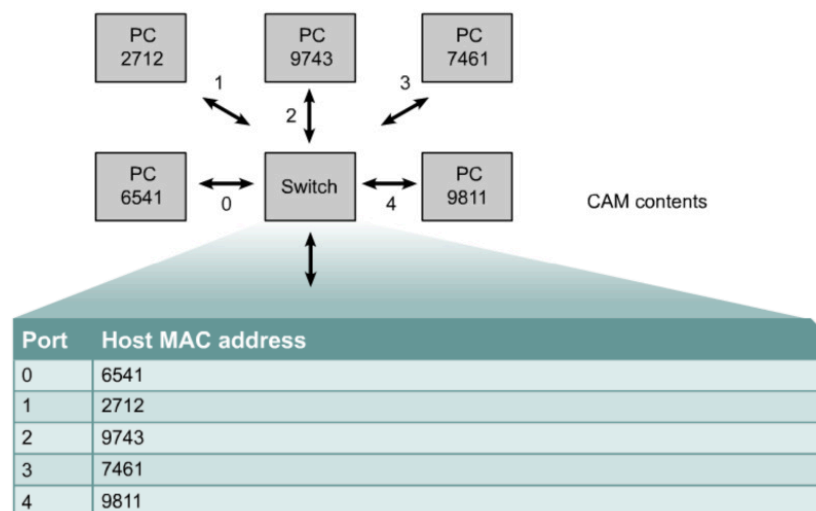 PC
2712
PC
9743
PC
7461
1
2
3
PC
6541
0
Switch
4
PC
9811
CAM contents
Port Host MAC address
0 6541
1 2712
2 9743
3 7461
4 9811